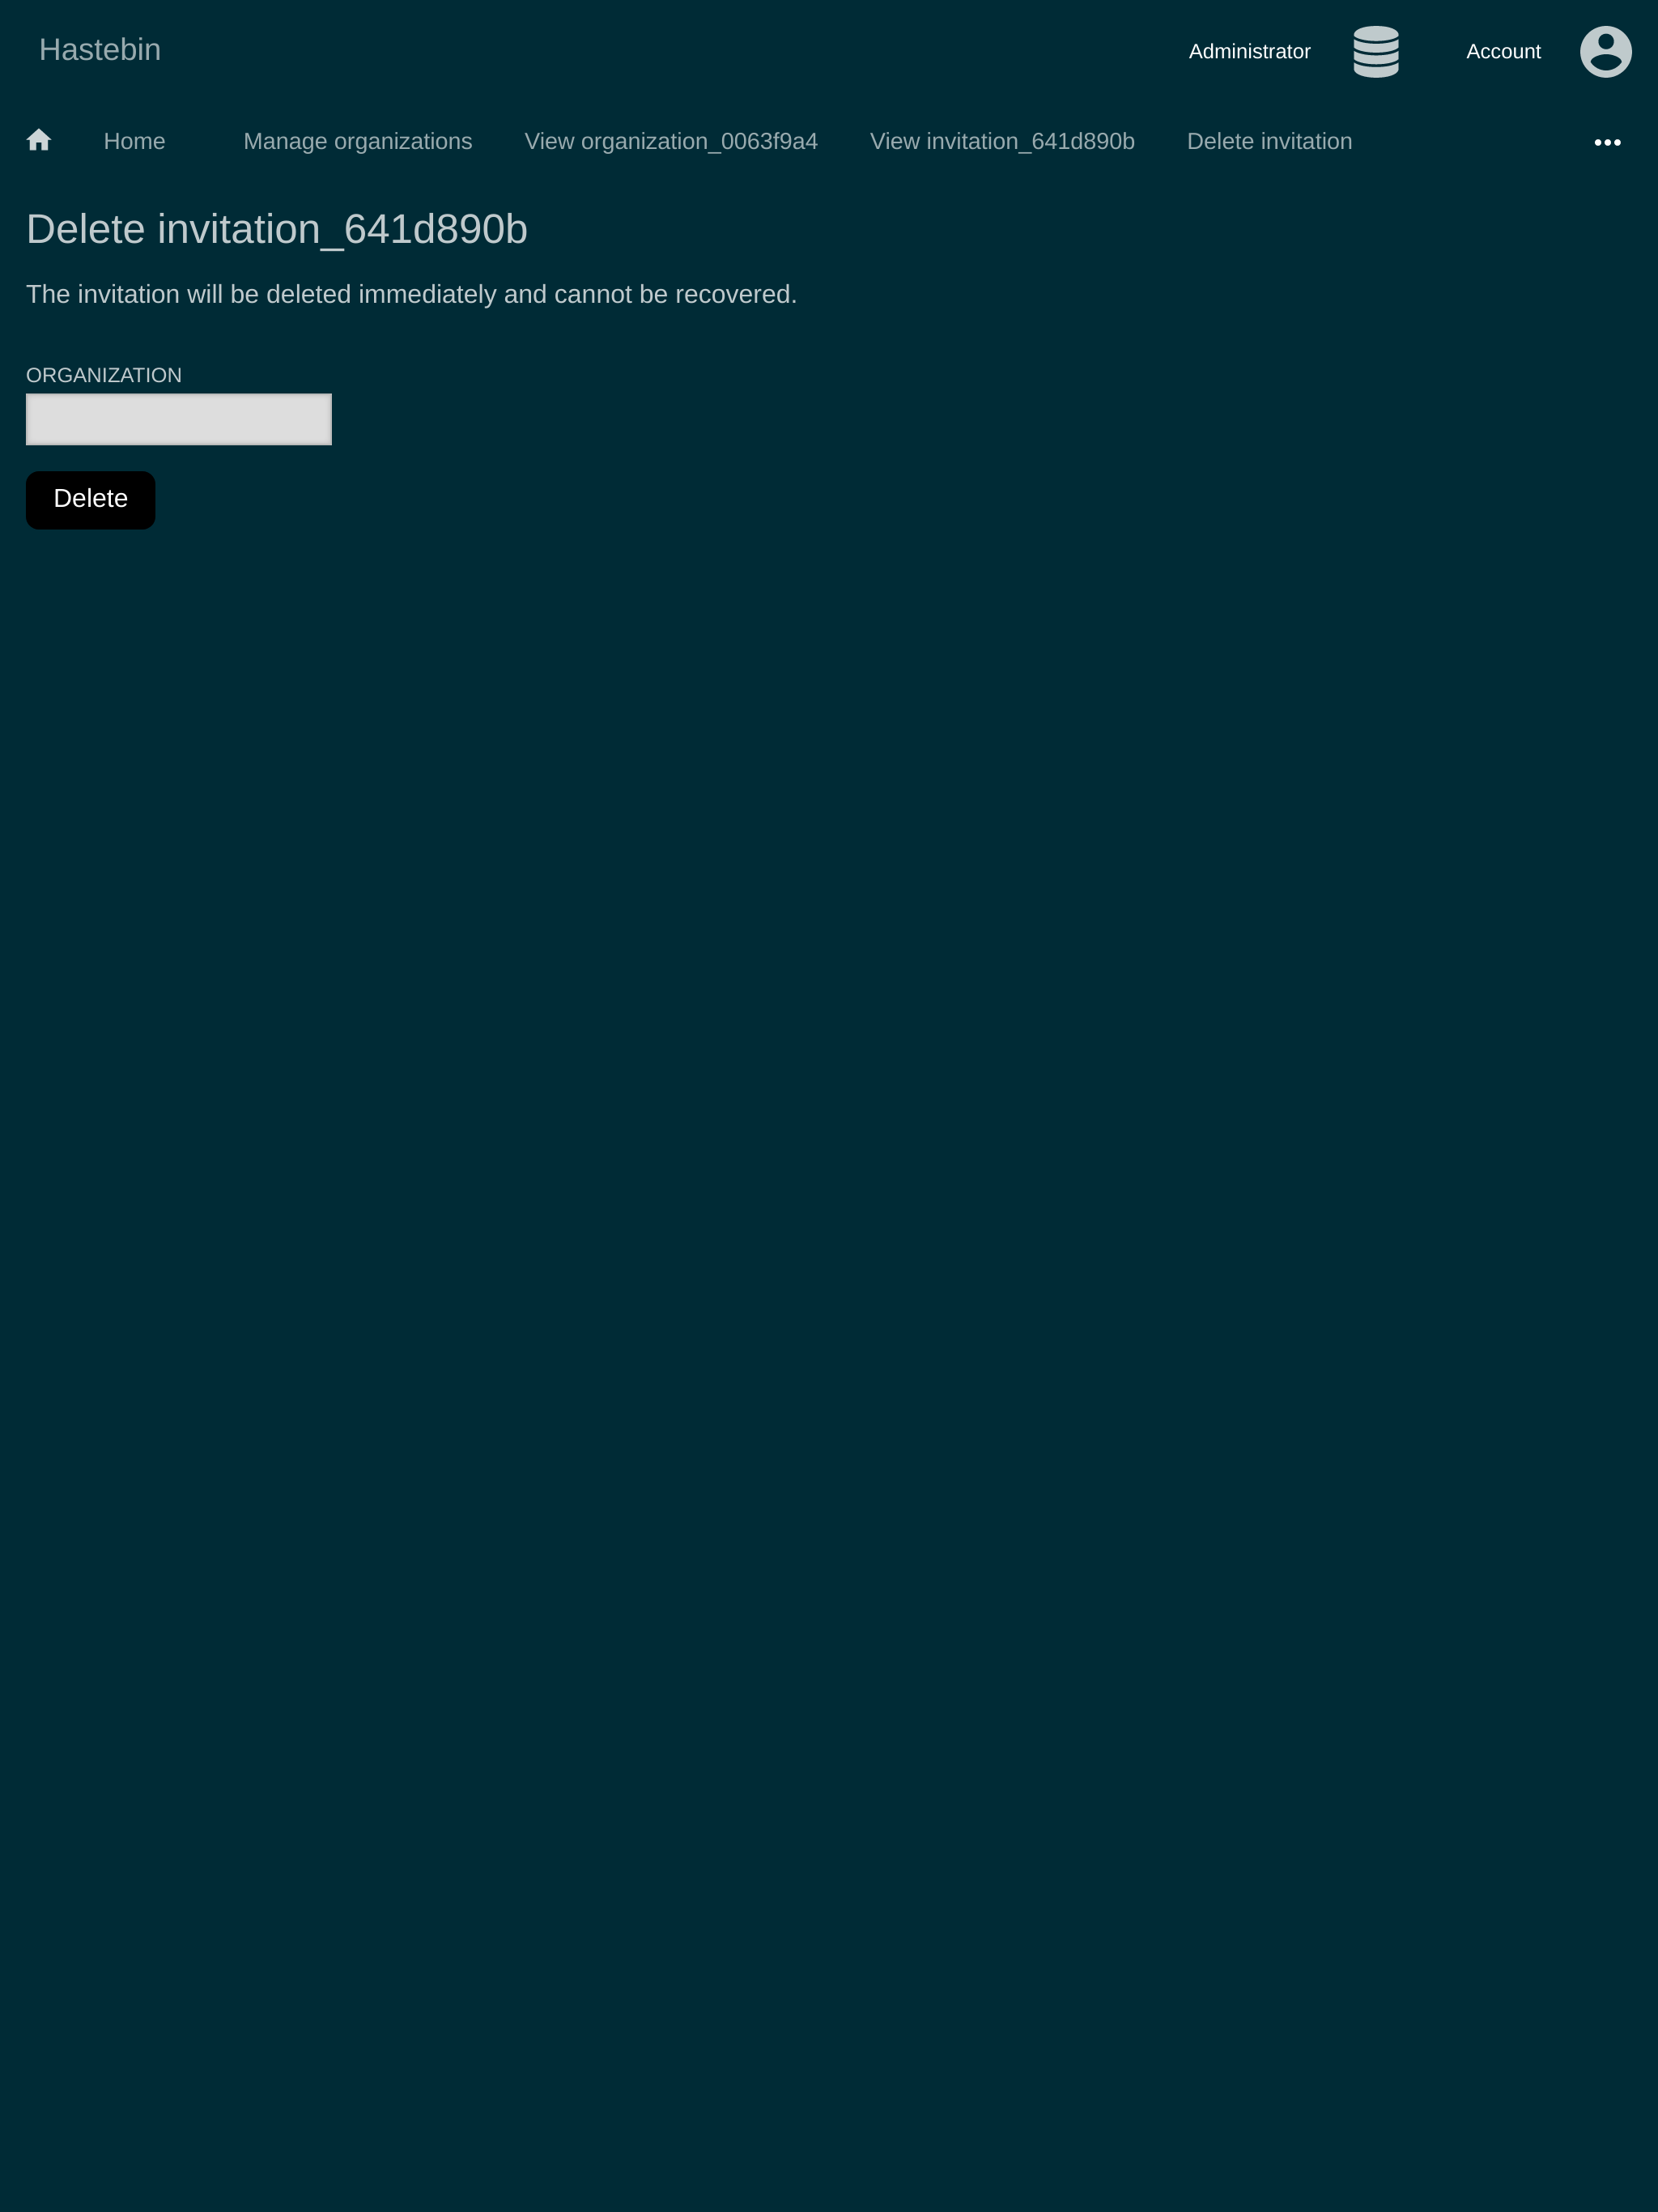 Hastebin
Administrator
Account
Home
Manage organizations
View organization_0063f9a4
View invitation_641d890b
Delete invitation
Delete invitation_641d890b
The invitation will be deleted immediately and cannot be recovered.
ORGANIZATION
Delete